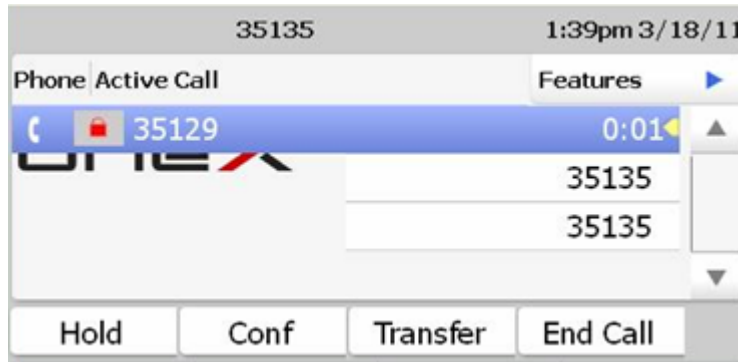 35135 1:39pm 3/18/11
Phone Active Call Features
35129 0:01
35135
35135
Hold Conf Transfer End Call